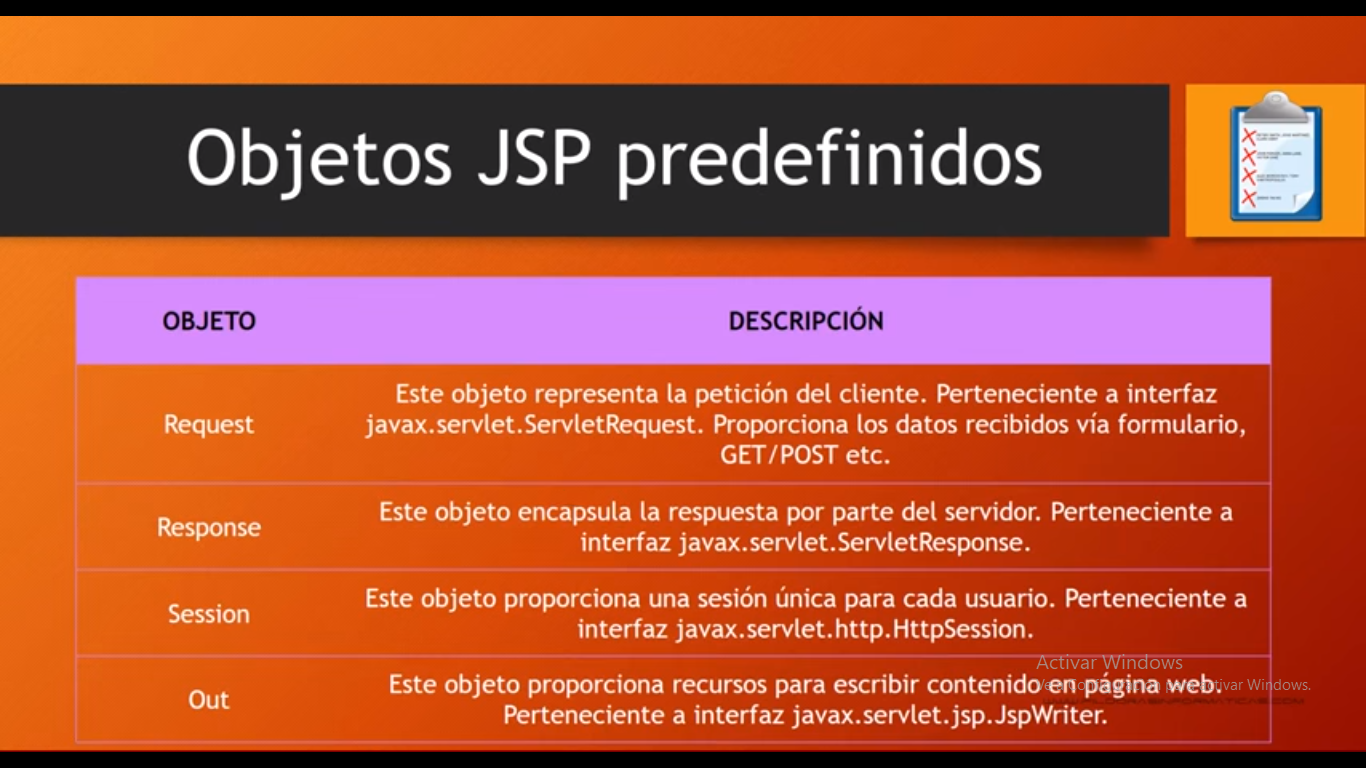 Objetos JSP predefinidos
OBJETO
DESCRIPCIÓN
Request
Este objeto representa la petición del cliente. Perteneciente a interfaz
javax.servlet.ServletRequest. Proporciona los datos recibidos vía formulario,
GET/POST etc.
Response
Este objeto encapsula la respuesta por parte del servidor. Perteneciente a
interfaz javax.servlet.ServletResponse.
Session
Este objeto proporciona una sesión única para cada usuario. Perteneciente a
interfaz javax.servlet.http.HttpSession.
Out
Este objeto proporciona recursos para escribir contenido en página web.
Perteneciente a interfaz javax.servlet.jsp.JspWriter.
Activar Windows
Ve a Configuración para activar Windows.